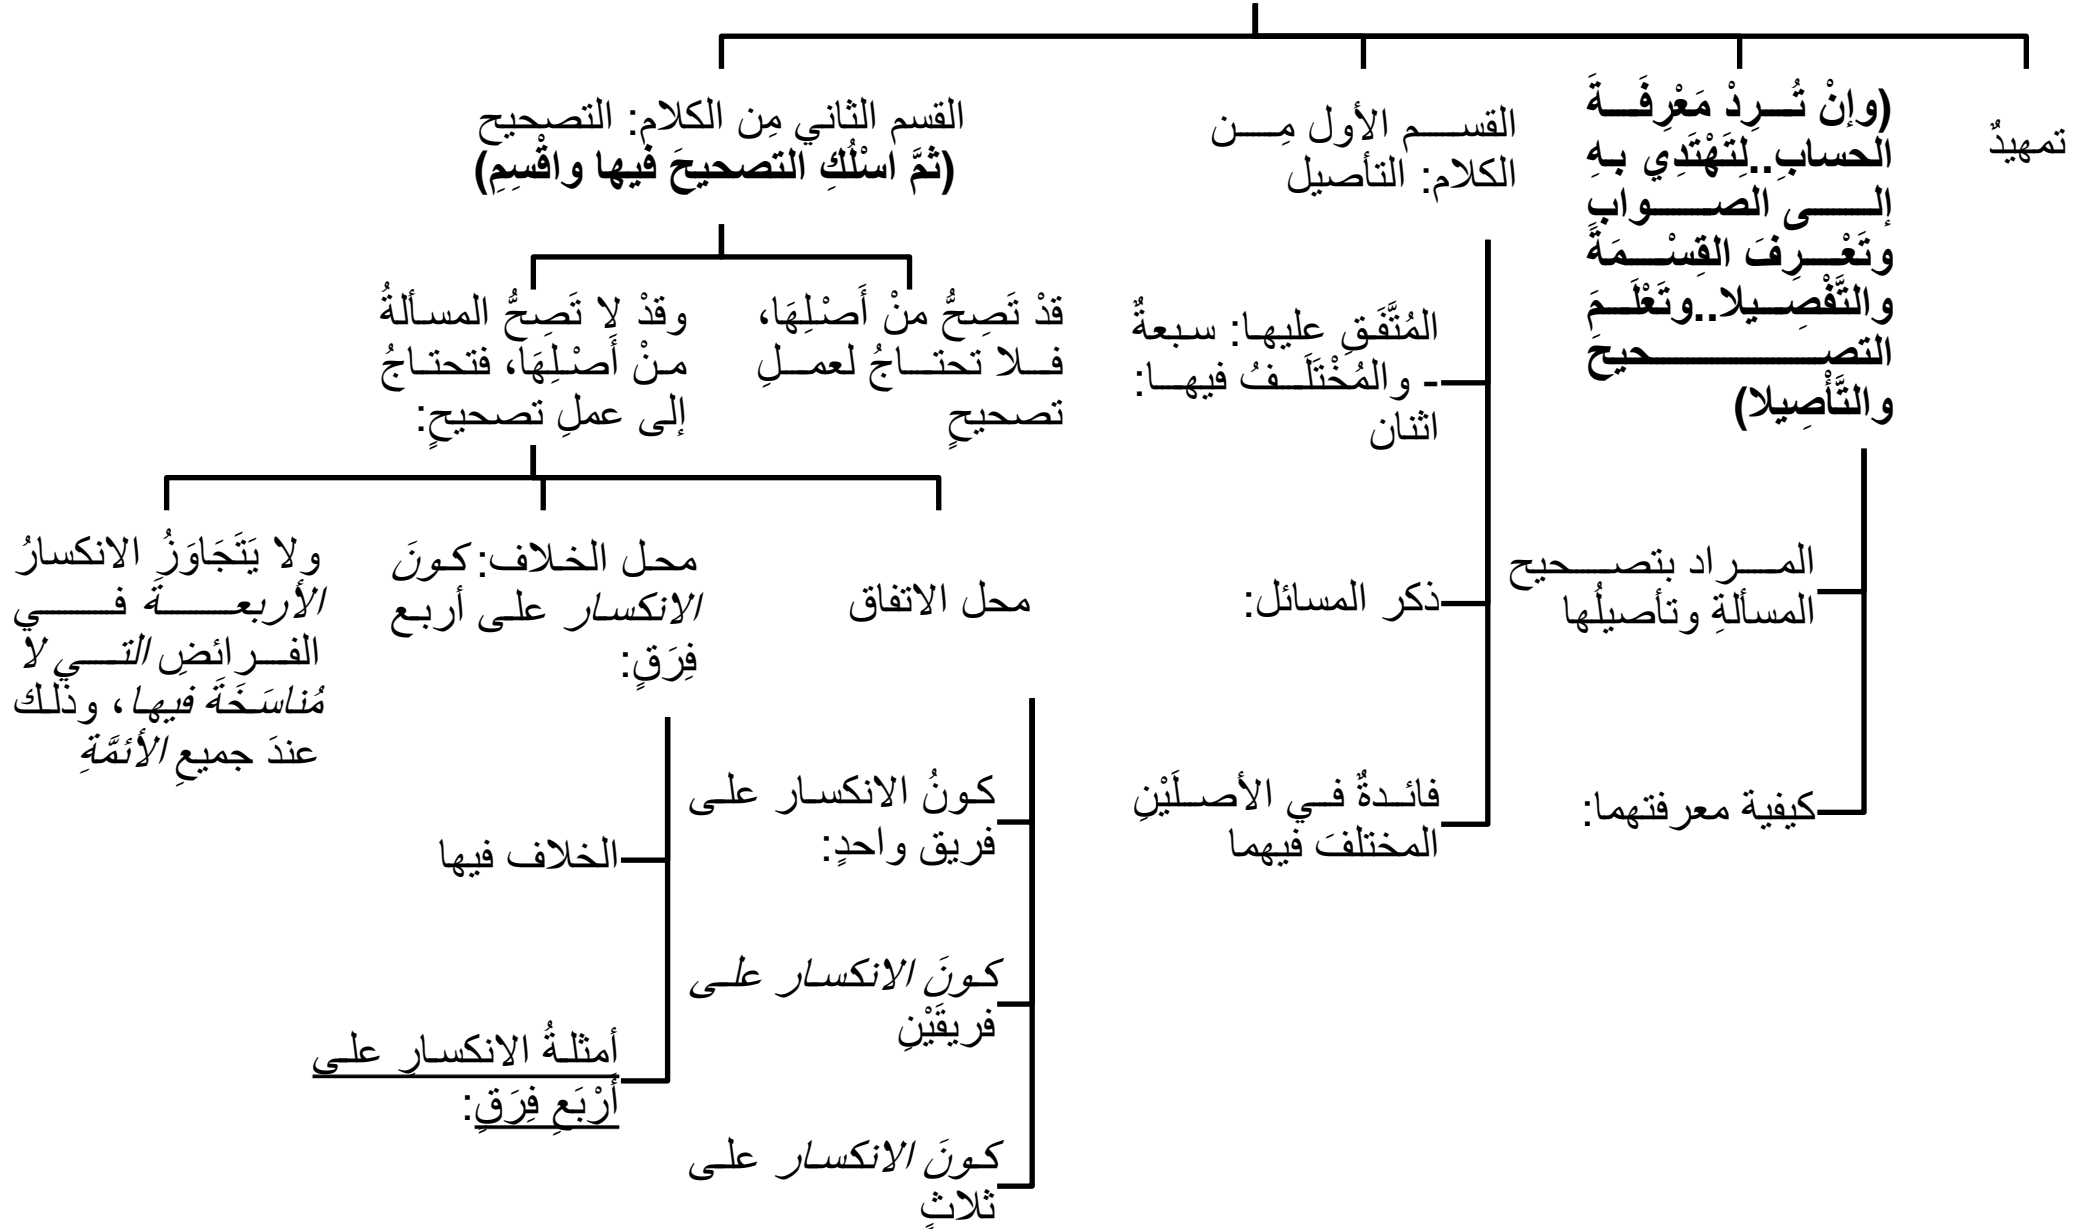 تمهيدٌ
(وإنْ تُرِدْ مَعْرِفَةَ
الحسابِ..لِتَهْتَدِي بهِ
إلى الصوابِ
وتَعْرِفَ القِسْمَةَ
والتَّفْصِيلا..وتَعْلَمَ
التصحيحَ
والتَّأْصِيلا)
المراد بتصحيح
المسألةِ وتأصيلُها
كيفية معرفتهما:
القسم الأول مِن
الكلام: التأصيل
المُتَّفَقِ عليها: سبعةٌ
- والمُخْتَلَفُ فيها:
اثنان
ذكر المسائل:
فائدةٌ في الأصلَيْنِ
المختلفَ فيهما
القسم الثاني مِن الكلام: التصحيح
(ثمَّ اسْلُكِ التصحيحَ فيها واقْسِمِ)
قدْ تَصِحُّ منْ أَصْلِهَا،
فلا تحتاجُ لعملِ
تصحيحٍ
وقدْ لا تَصِحُّ المسألةُ
منْ أَصْلِهَا، فتحتاجُ
إلى عملِ تصحيحٍ:
محل الاتفاق
كونُ الانكسار على
فريق واحدٍ:
كونَ الانكسار على
فريقَيْنِ
كونَ الانكسار على
ثلاثٍ
محل الخلاف: كونَ
الانكسار على أربع
فِرَقٍ:
الخلاف فيها
أمثلةُ الانكسارِ على
أَرْبَعِ فِرَقٍ:
ولا يَتَجَاوَزُ الانكسارُ
الأربعةَ في
الفرائضِ التي لا
مُناسَخَةَ فيها، وذلك
عندَ جميعِ الأئمَّةِ